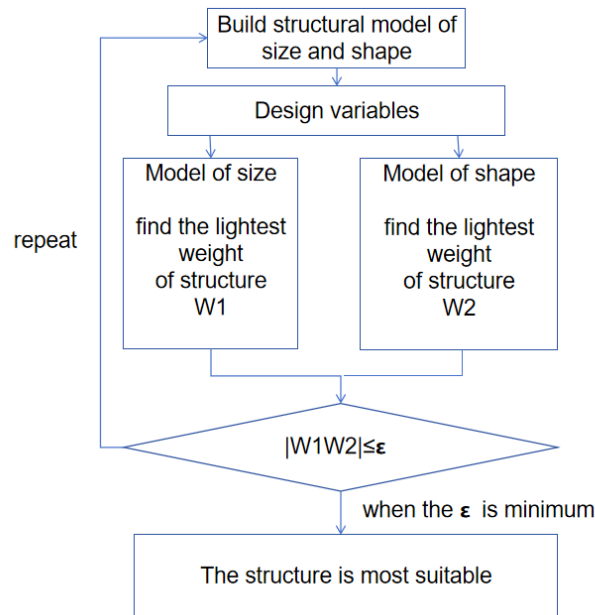 Build structural model of
size and shape
Design variables
Model of size
find the lightest
weight
of structure
W1
Model of shape
find the lightest
weight
of structure
W2
repeat
|W1W2|≤ε
when the ε is minimum
The structure is most suitable